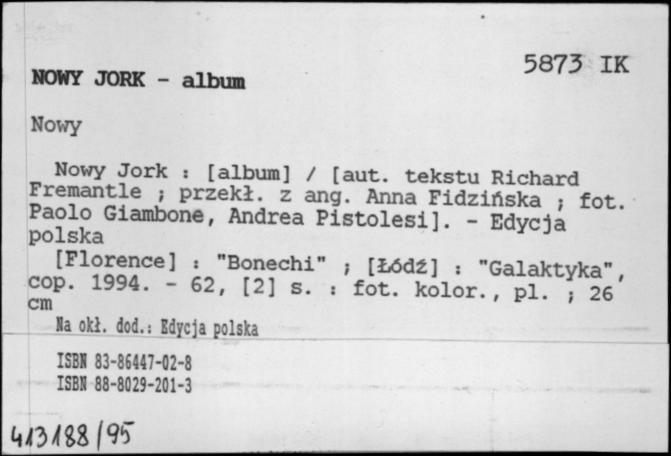 5873 IK
NOWY JORK - album
Nowy
Nowy Jork : [album] / [aut. tekstu Richard
Fremantle ; przekł. z ang. Anna Fidzińska ; fot.
Paolo Giambone, Andrea Pistolesi]. - Edycja
polska
[Florence] : "Bonechi" ; [Łódź] : "Galaktyka",
cop. 1994. - 62, [2] s. : fot. kolor., pl. ; 26
cm
Na okł. dod.: Edycja polska
ISBN 83-86447-02-8
ISBN 88-8029-201-3
413188/95